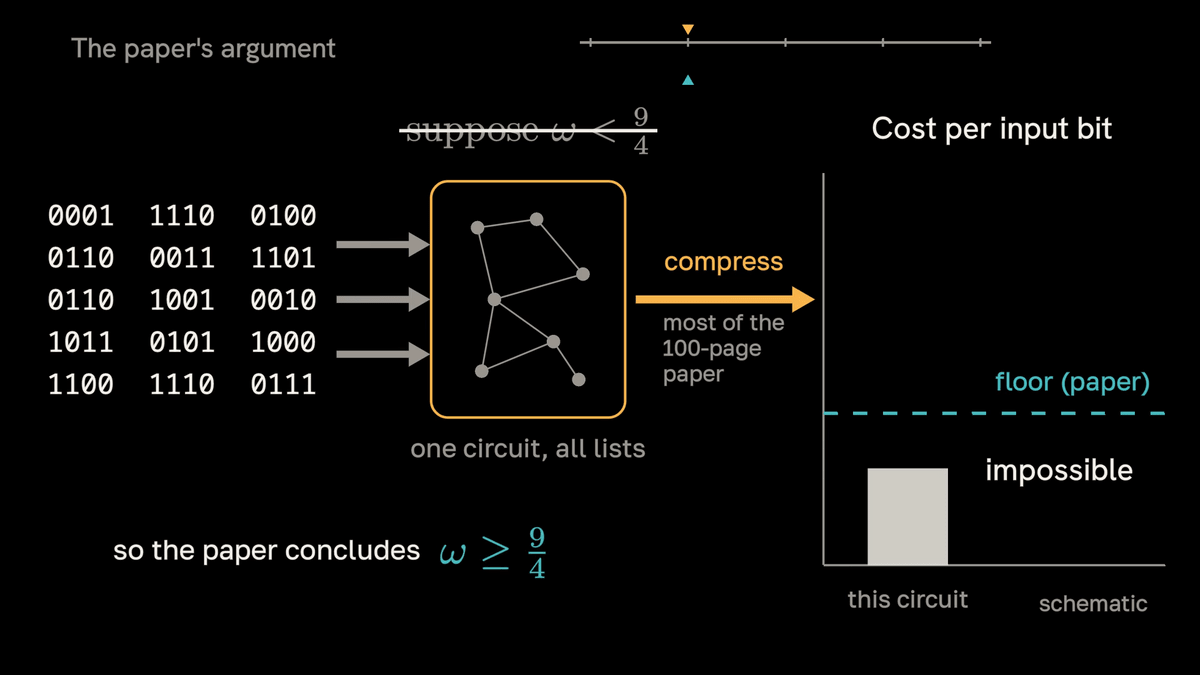 The paper's argument
suppose ω < 9/4
Cost per input bit
0001 1110 0100
0110 0011 1101
0110 1001 0010
1011 0101 1000
1100 1110 0111
compress
most of the
100-page
paper
one circuit, all lists
floor (paper)
impossible
so the paper concludes ω ≥ 9/4
this circuit
schematic